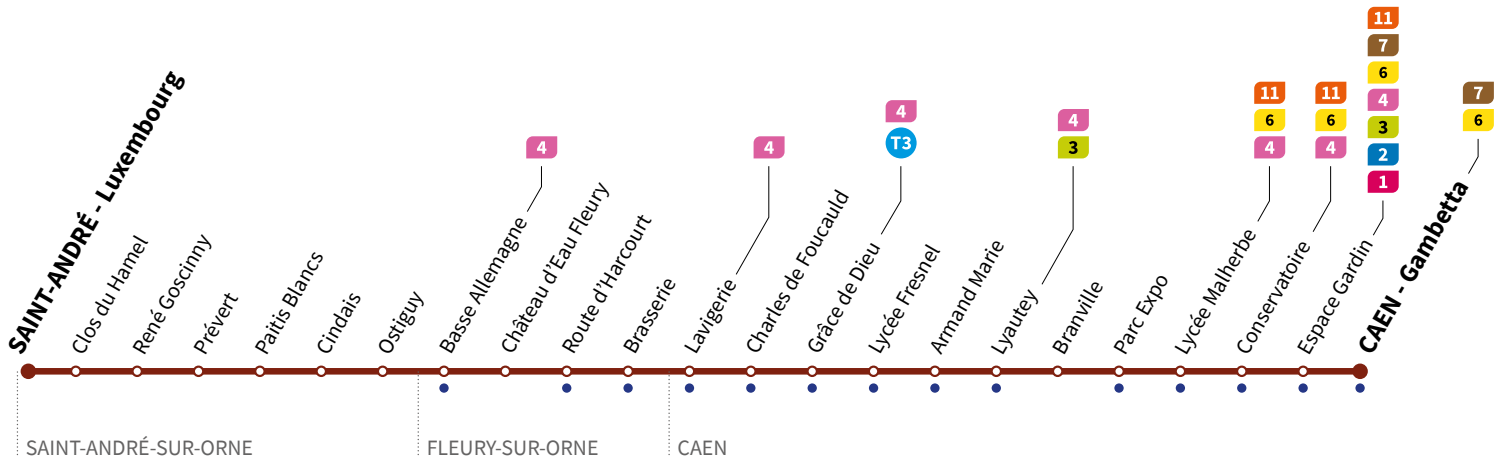 SAINT-ANDRÉ - Luxembourg
Clos du Hamel
René Goscinny
Prévert
Paitis Blancs
Cindais
Ostiguy
Basse Allemagne
4
Château d'Eau Fleury
Route d'Harcourt
Brasserie
Lavigerie
4
Charles de Foucauld
Grâce de Dieu
4
T3
Lycée Fresnel
Armand Marie
Lyautey
4
3
Branville
Parc Expo
Lycée Malherbe
11
6
4
Conservatoire
11
6
4
Espace Gardin
11
7
6
4
3
2
1
CAEN - Gambetta
7
6
SAINT-ANDRÉ-SUR-ORNE
FLEURY-SUR-ORNE
CAEN